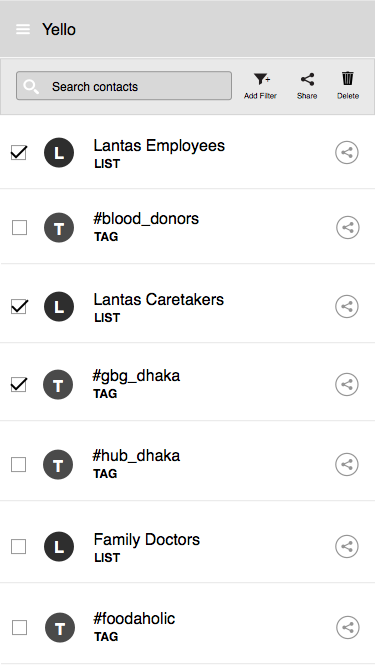 Yello
Search contacts
Add Filter
Share
Delete
L
Lantas Employees
LIST
T
#blood_donors
TAG
L
Lantas Caretakers
LIST
T
#gbg_dhaka
TAG
T
#hub_dhaka
TAG
L
Family Doctors
LIST
T
#foodaholic
TAG